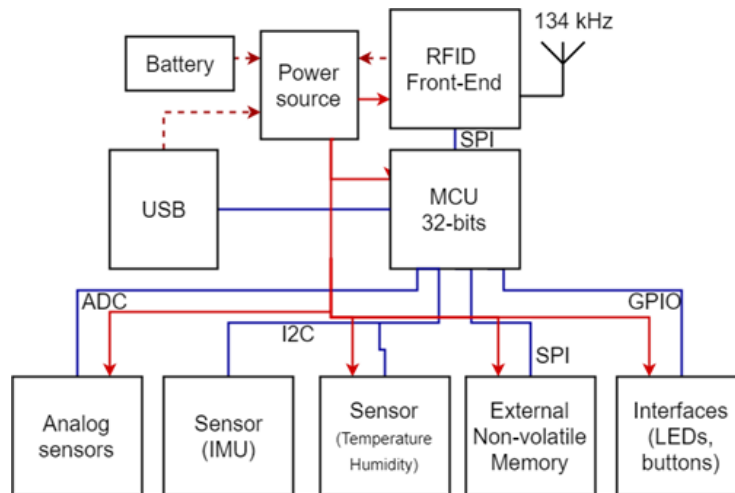 134 kHz
Battery
Power
source
RFID
Front-End
SPI
USB
MCU
32-bits
ADC
GPIO
I2C
SPI
Analog
sensors
Sensor
(IMU)
Sensor
(Temperature
Humidity)
External
Non-volatile
Memory
Interfaces
(LEDs,
buttons)